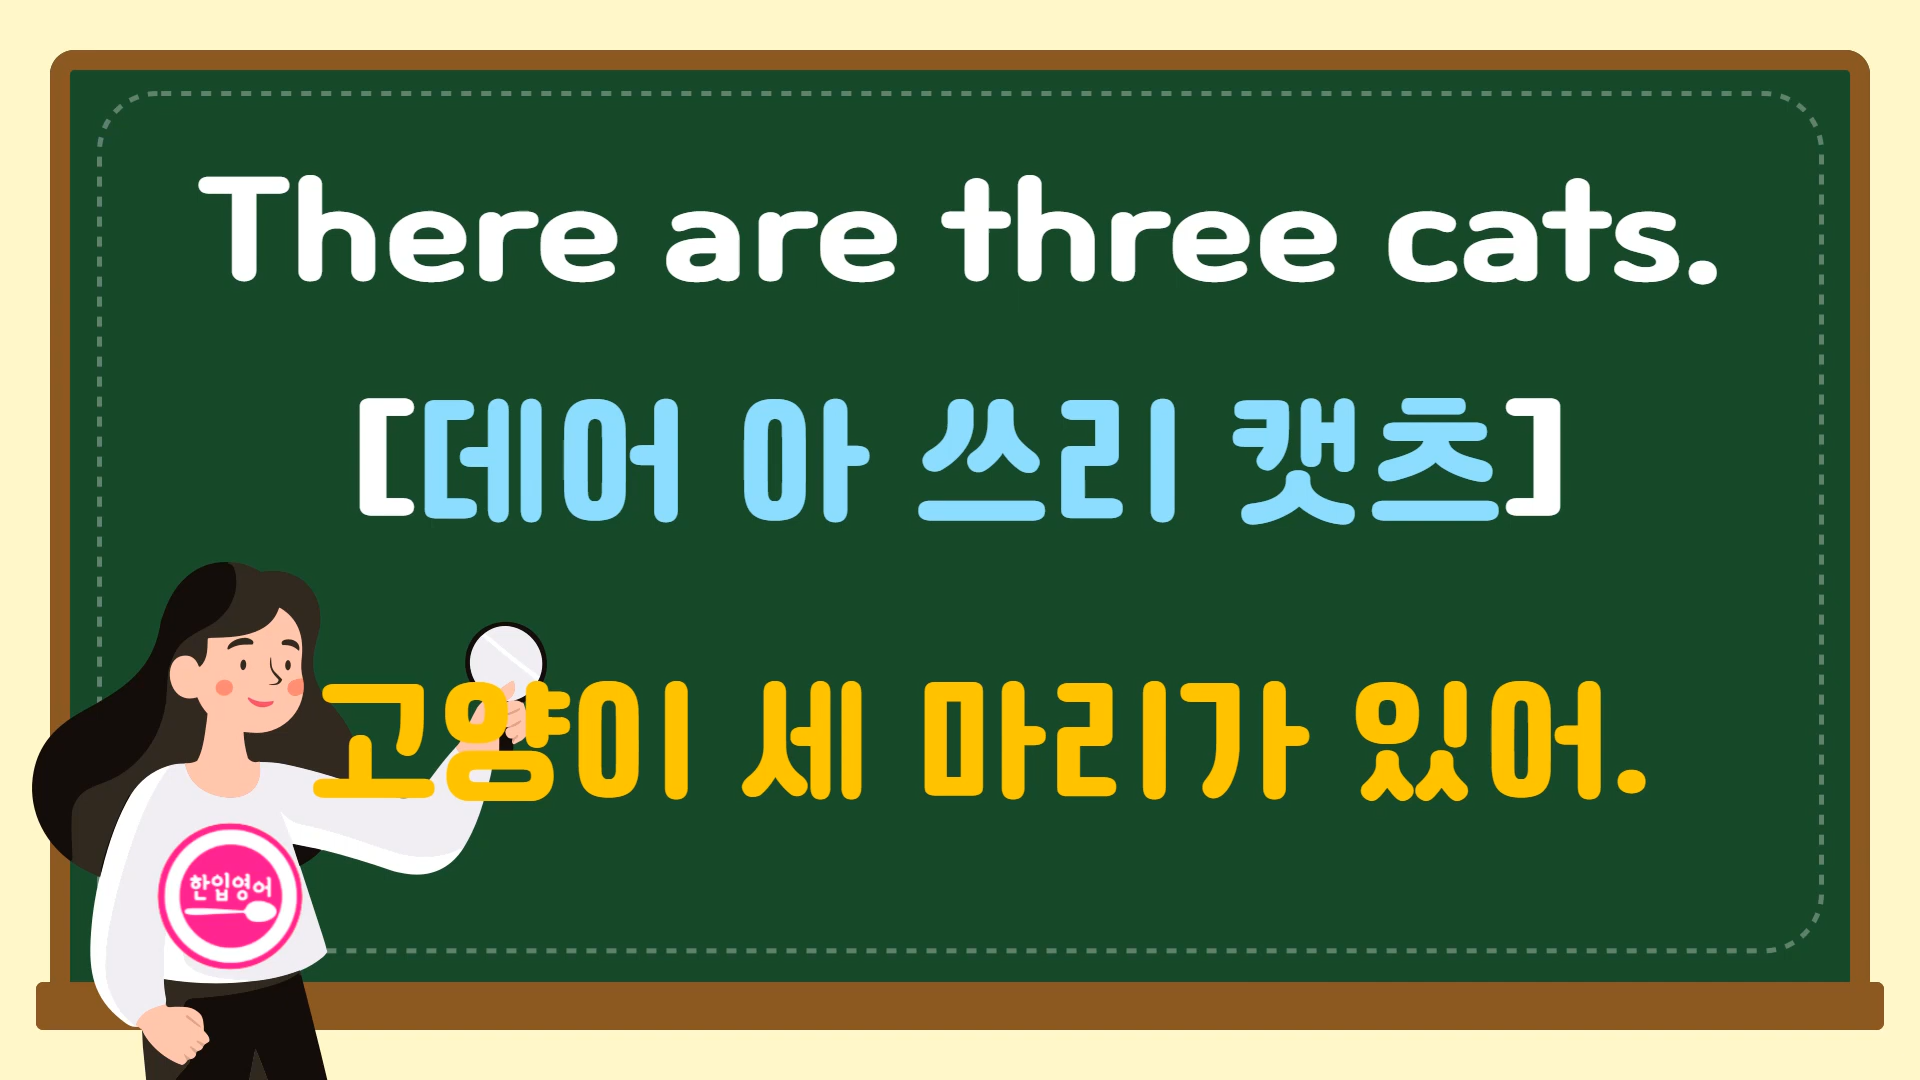 There are three cats.
[데어 아 쓰리 캣츠]
고양이 세 마리가 있어.
한입영어